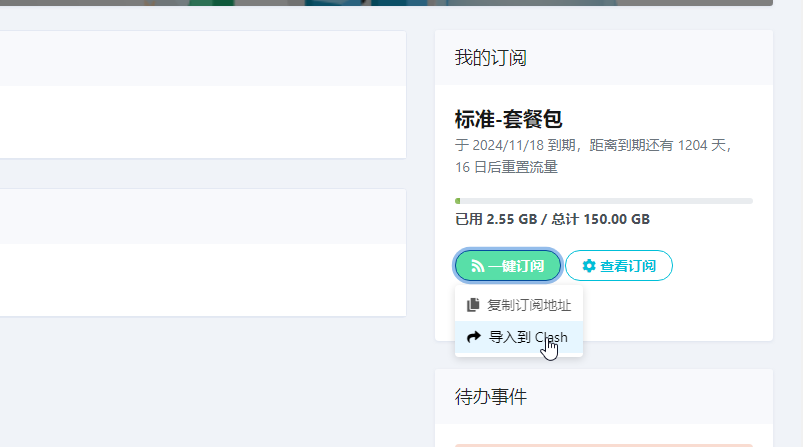 我的订阅
标准-套餐包
于 2024/11/18 到期，距离到期还有 1204 天，
16 日后重置流量
已用 2.55 GB / 总计 150.00 GB
一键订阅
查看订阅
复制订阅地址
导入到 Clash
待办事件